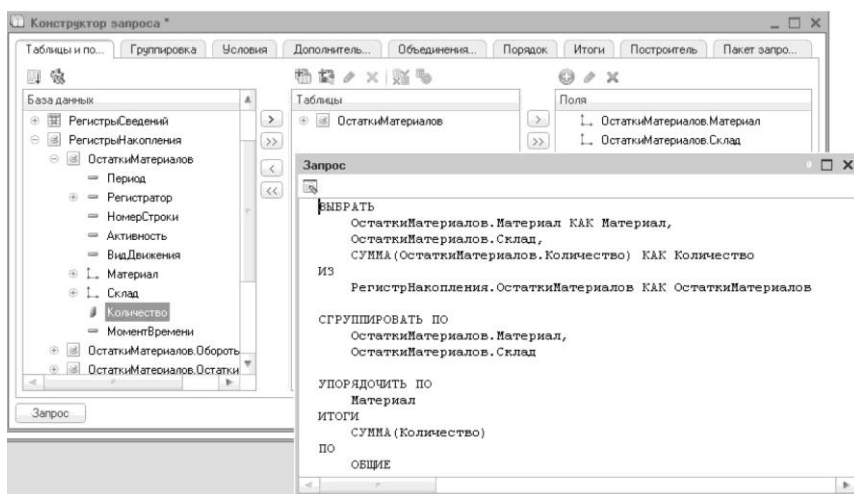 Конструктор запроса *
Таблицы и по...
Группировка
Условия
Дополнитель...
Объединения...
Порядок
Итоги
Построитель
Пакет запро...
База данных
РегистрыСведений
РегистрыНакопления
ОстаткиМатериалов
Период
Регистратор
НомерСтроки
Активность
ВидДвижения
Материал
Склад
Количество
МоментВремени
ОстаткиМатериалов.Обороть
ОстаткиМатериалов.Остатки
Запрос
>
>>
<
<<
Таблицы
ОстаткиМатериалов
>
>>
Поля
ОстаткиМатериалов.Материал
ОстаткиМатериалов.Склад
Запрос
ВЫБРАТЬ
ОстаткиМатериалов.Материал КАК Материал,
ОстаткиМатериалов.Склад,
СУММА(ОстаткиМатериалов.Количество) КАК Количество
ИЗ
РегистрНакопления.ОстаткиМатериалов КАК ОстаткиМатериалов
СГРУППИРОВАТЬ ПО
ОстаткиМатериалов.Материал,
ОстаткиМатериалов.Склад
УПОРЯДОЧИТЬ ПО
Материал
ИТОГИ
СУММА(Количество)
ПО
ОБЩИЕ